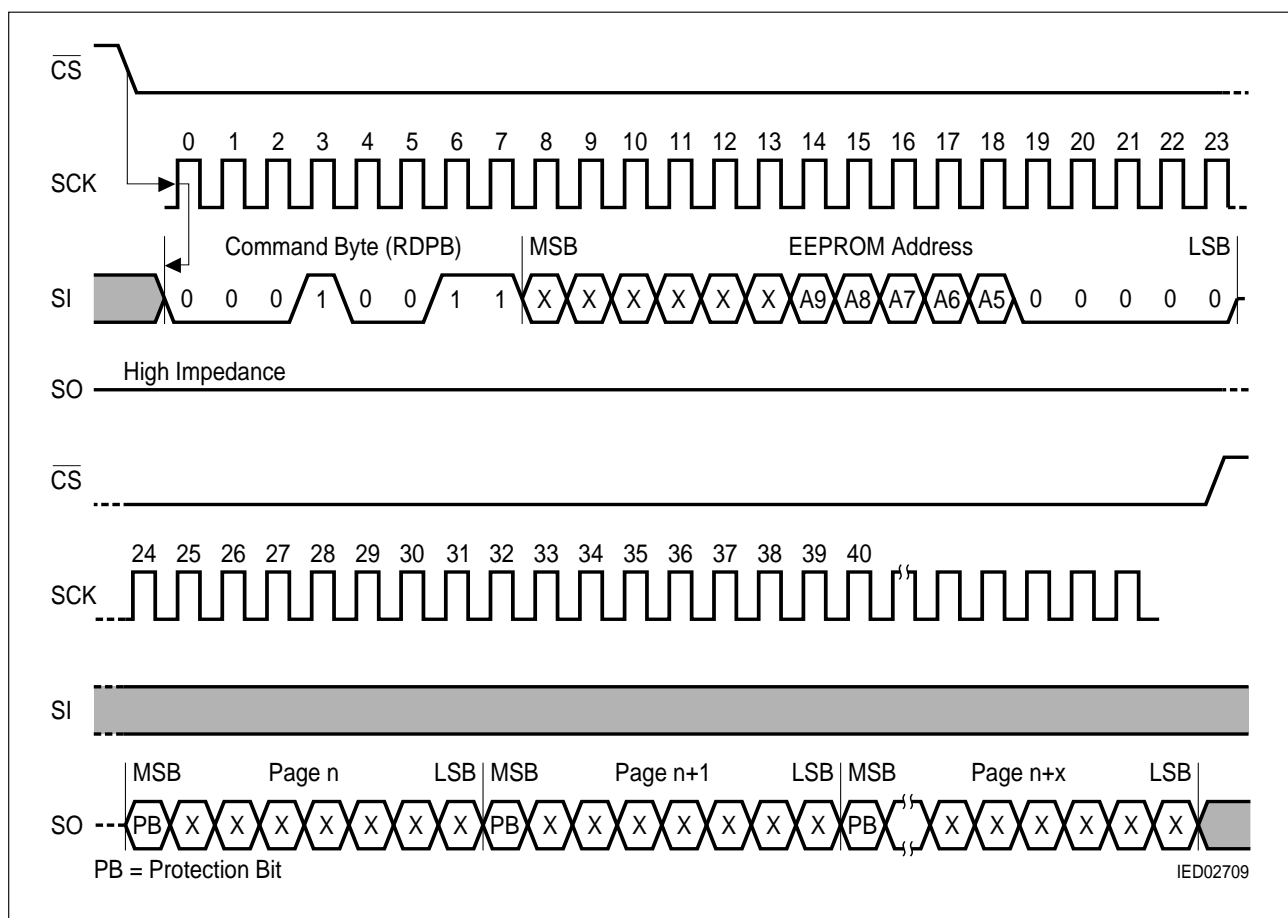 CS
0 1 2 3 4 5 6 7 8 9 10 11 12 13 14 15 16 17 18 19 20 21 22 23
SCK
Command Byte (RDPB) MSB EEPROM Address LSB
SI 0 0 0 1 0 0 1 1 X X X X X X A9 A8 A7 A6 A5 0 0 0 0 0
High Impedance
SO
CS
24 25 26 27 28 29 30 31 32 33 34 35 36 37 38 39 40
SCK
SI
MSB Page n LSB MSB Page n+1 LSB MSB Page n+x LSB
SO PB X X X X X X X PB X X X X X X X PB X X X X X X
PB = Protection Bit
IED02709